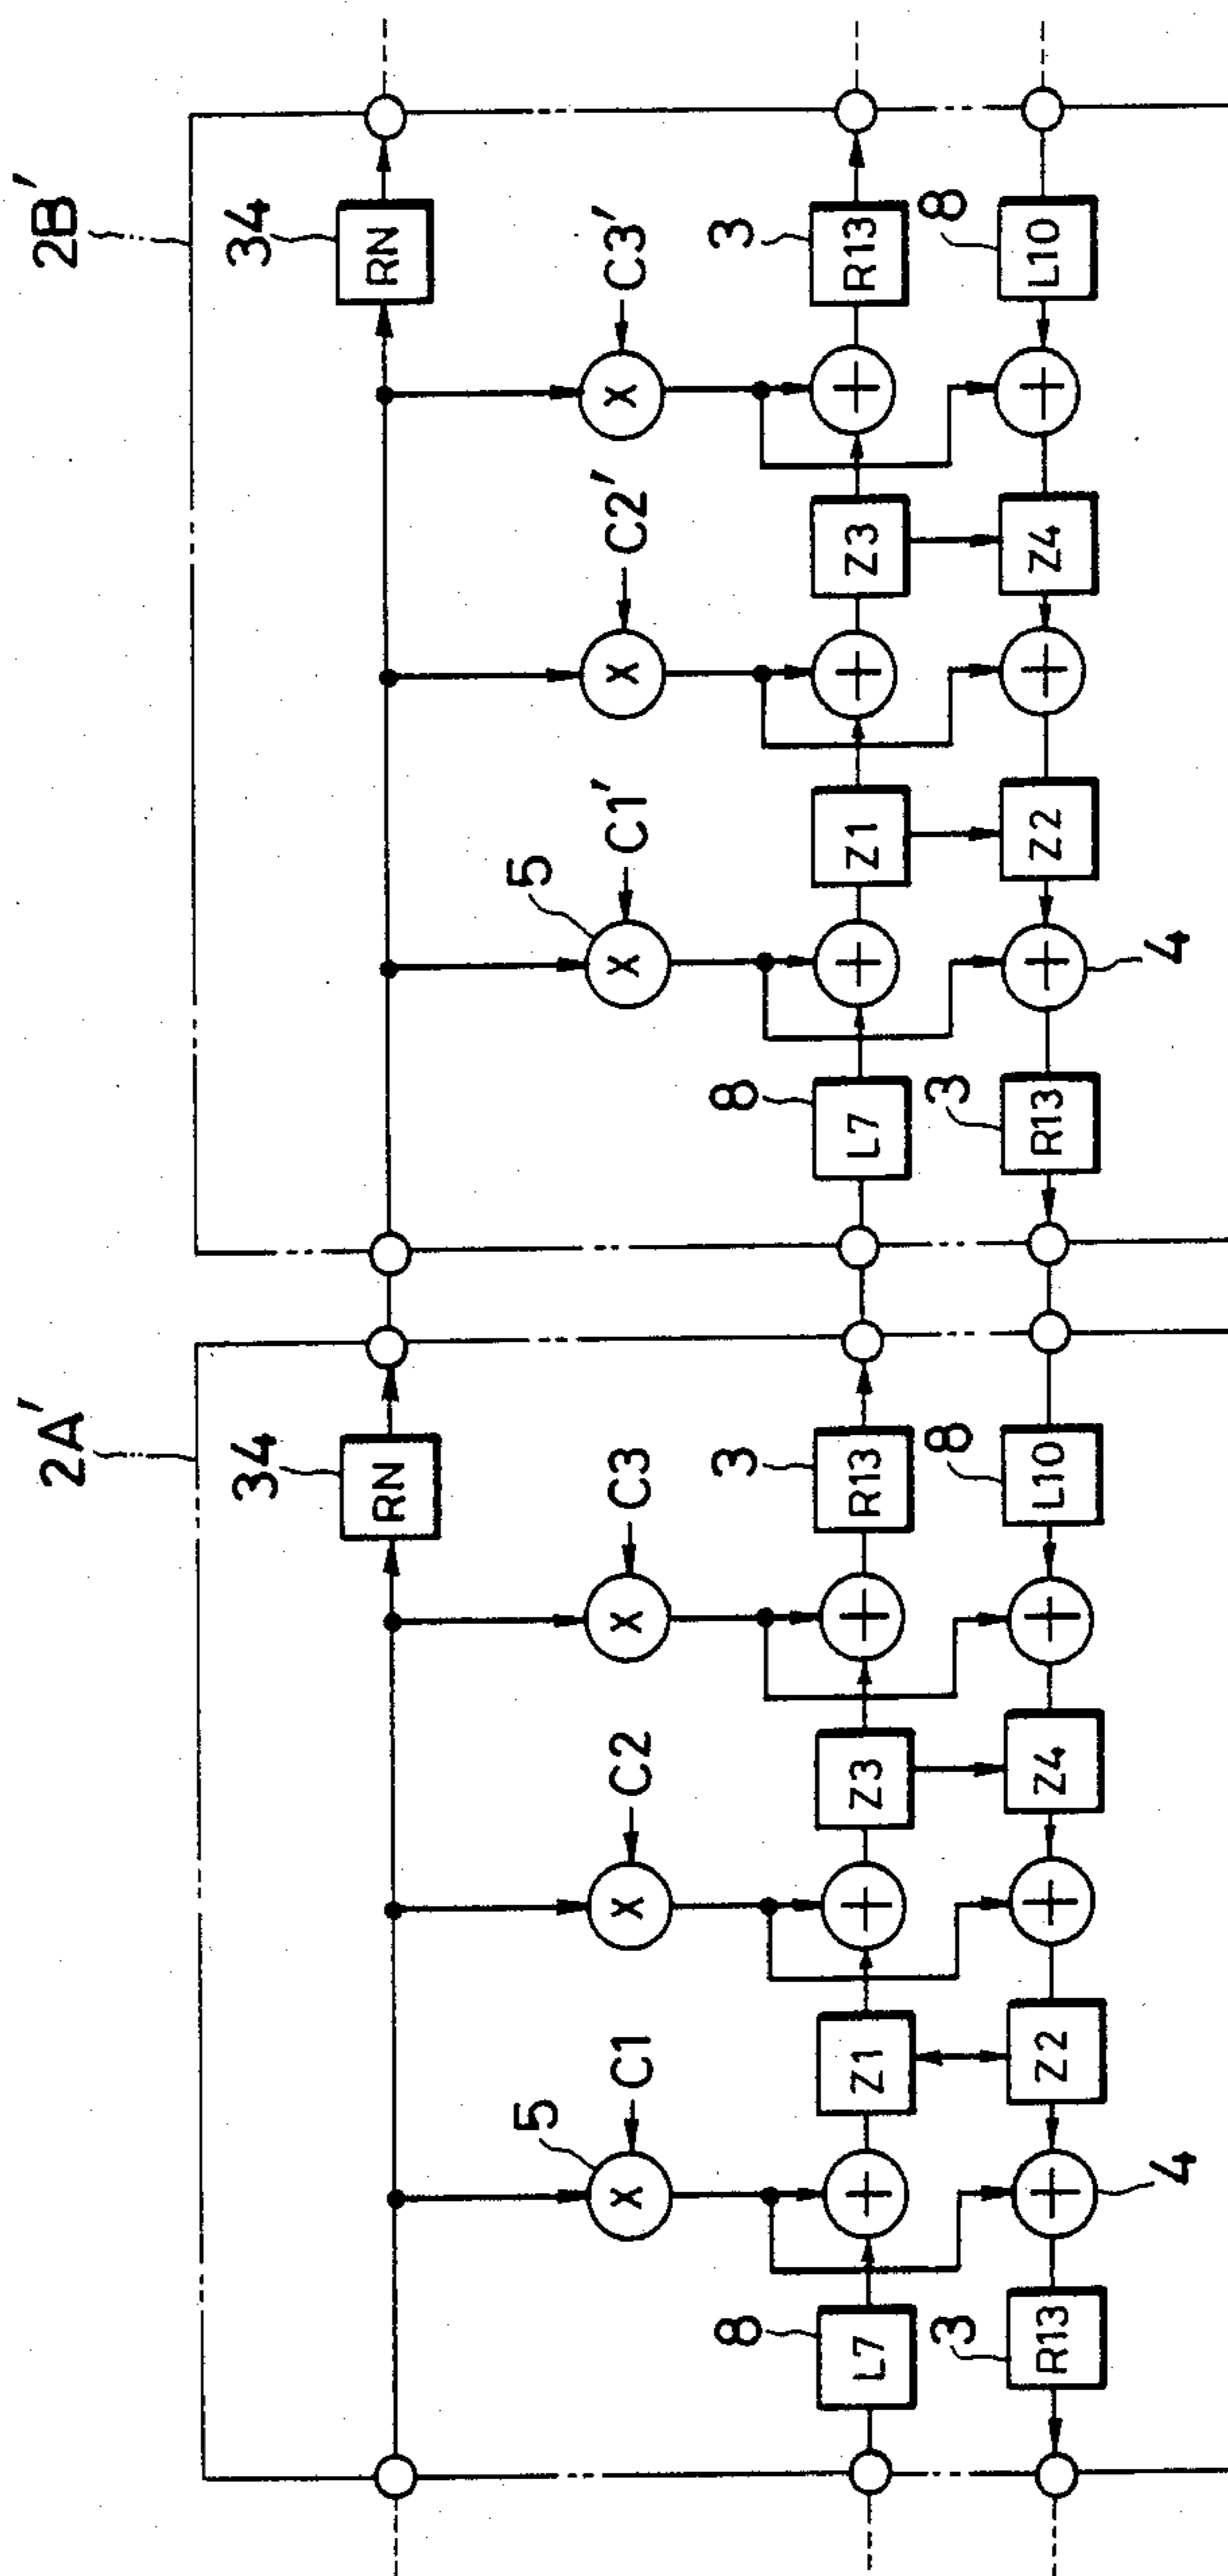 2A' 2B'
34 34
RN RN
C1 C2 C3 C1' C2' C3'
5 5
X X X X X X
8 3 8 3
L7 + Z1 + Z3 + R13 L7 + Z1 + Z3 + R13
3 8 3 8
R13 + Z2 + Z4 + L10 R13 + Z2 + Z4 + L10
4 4